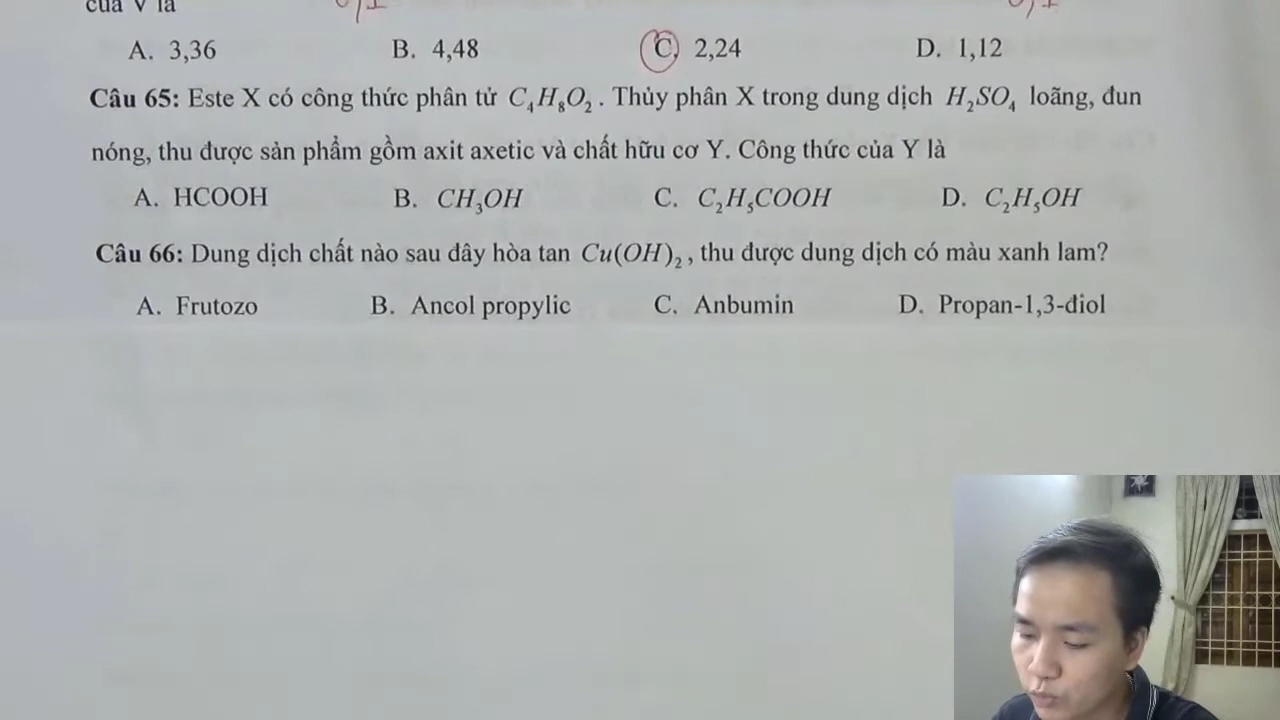 của V là
A. 3,36 B. 4,48 C. 2,24 D. 1,12
Câu 65: Este X có công thức phân tử C₄H₈O₂. Thủy phân X trong dung dịch H₂SO₄ loãng, đun
nóng, thu được sản phẩm gồm axit axetic và chất hữu cơ Y. Công thức của Y là
A. HCOOH B. CH₃OH C. C₂H₅COOH D. C₂H₅OH
Câu 66: Dung dịch chất nào sau đây hòa tan Cu(OH)₂, thu được dung dịch có màu xanh lam?
A. Frutozo B. Ancol propylic C. Anbumin D. Propan-1,3-điol